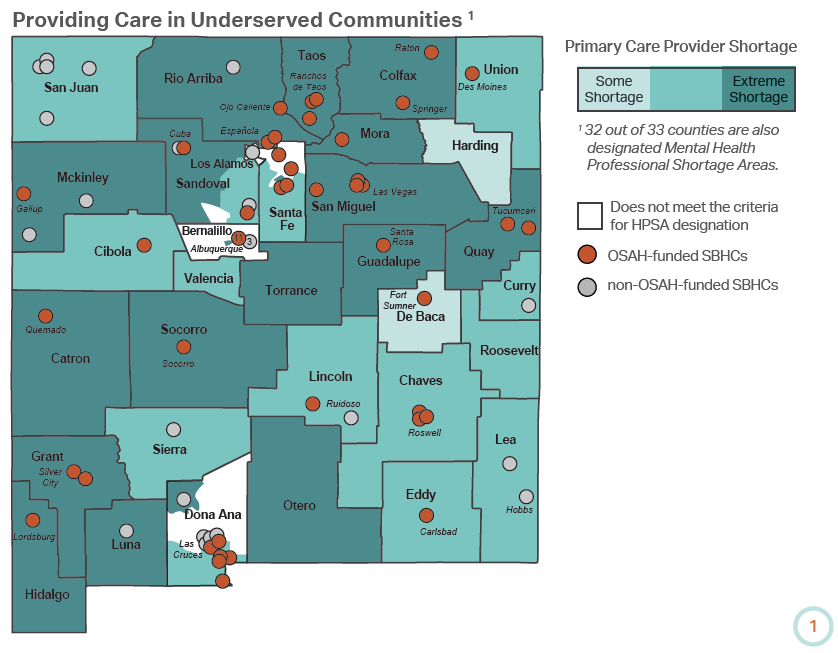 Providing Care in Underserved Communities 1
Primary Care Provider Shortage
Some
Shortage
Extreme
Shortage
1 32 out of 33 counties are also
designated Mental Health
Professional Shortage Areas.
Does not meet the criteria
for HPSA designation
OSAH-funded SBHCs
non-OSAH-funded SBHCs
San Juan
Rio Arriba
Taos
Ranchos
de Taos
Raton
Colfax
Springer
Union
Des Moines
Ojo Caliente
Española
Cuba
Mora
Harding
Los Alamos
Mckinley
Gallup
Sandoval
Santa
Fe
San Miguel
Las Vegas
Tucumcari
Bernalillo
Albuquerque
11
3
Cibola
Santa
Rosa
Guadalupe
Quay
Valencia
Torrance
Curry
Fort
Sumner
De Baca
Quemado
Catron
Socorro
Socorro
Roosevelt
Lincoln
Ruidoso
Chaves
Roswell
Sierra
Lea
Hobbs
Grant
Silver
City
Otero
Eddy
Carlsbad
Dona Ana
Las
Cruces
Lordsburg
Luna
Hidalgo
1